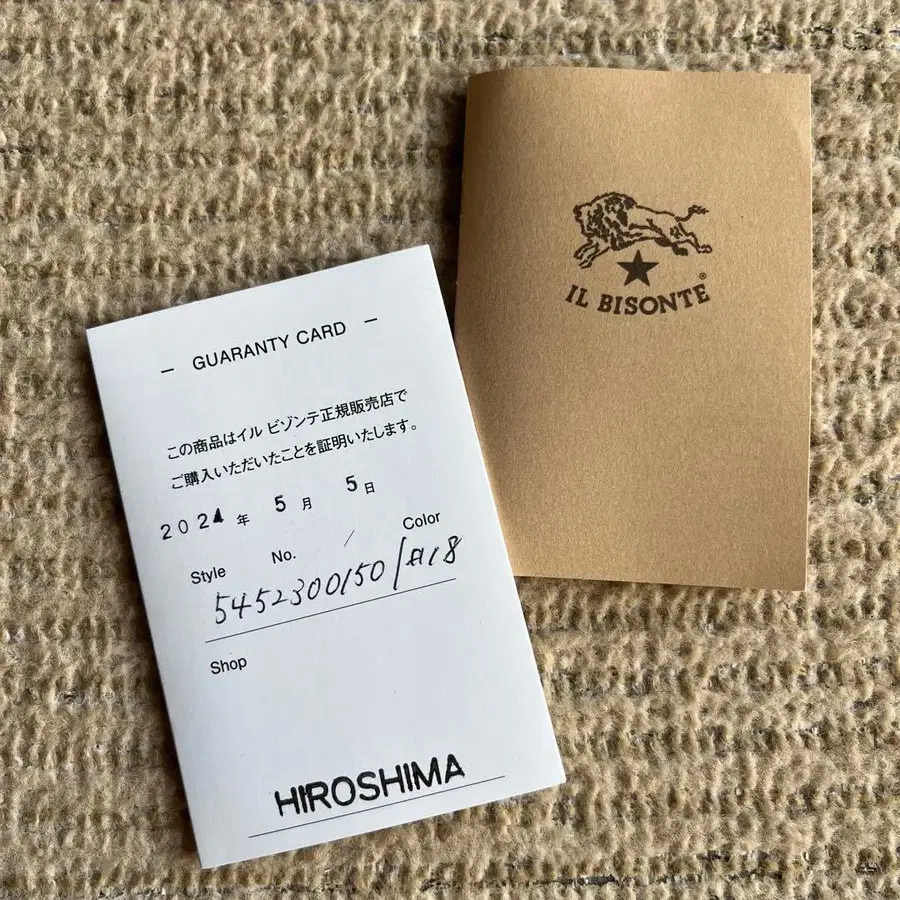 — GUARANTY CARD —
この商品はイル ビゾンテ正規販売店で
ご購入いただいたことを証明いたします。
2024 年 5 月 5 日
Style No. / Color
5452300150/#18
Shop
HIROSHIMA
IL BISONTE®